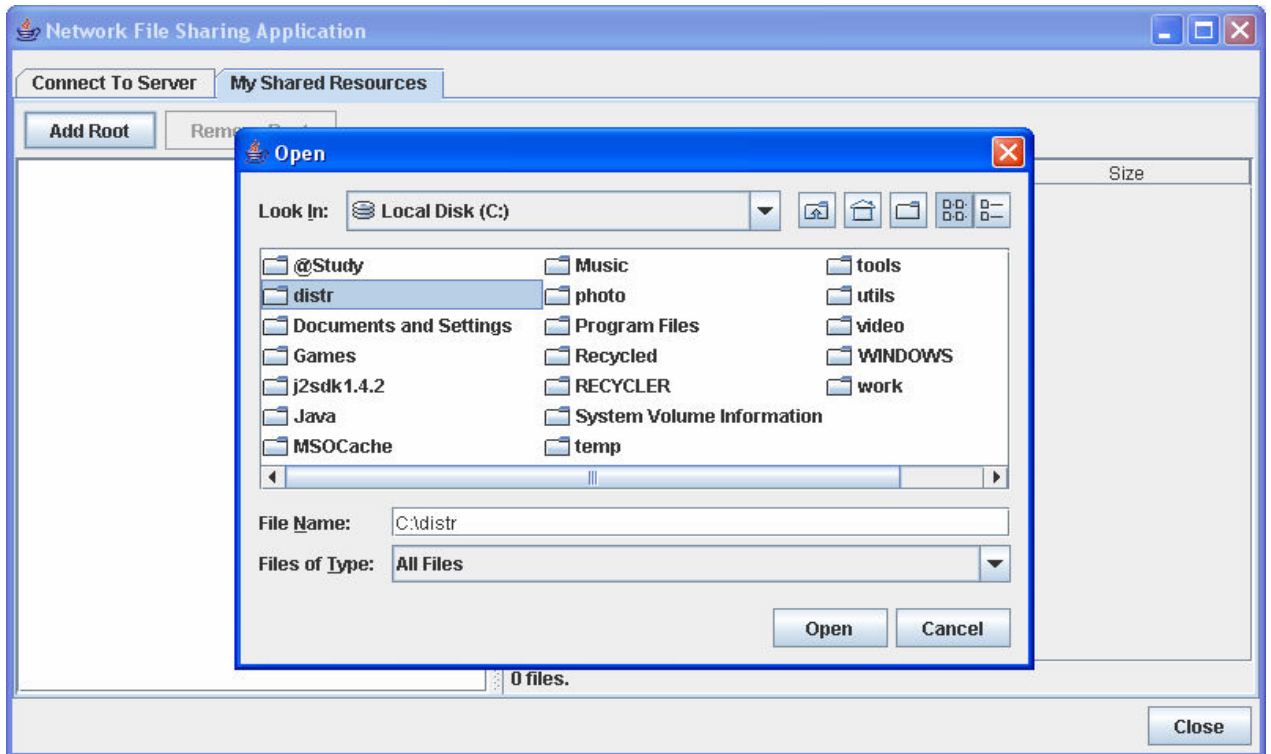 Network File Sharing Application
Connect To Server My Shared Resources
Add Root
Open
Size
Look In: Local Disk (C:)
@Study Music tools
distr photo utils
Documents and Settings Program Files video
Games Recycled WINDOWS
j2sdk1.4.2 RECYCLER work
Java System Volume Information
MSOCache temp
File Name: C:\distr
Files of Type: All Files
Open Cancel
0 files.
Close